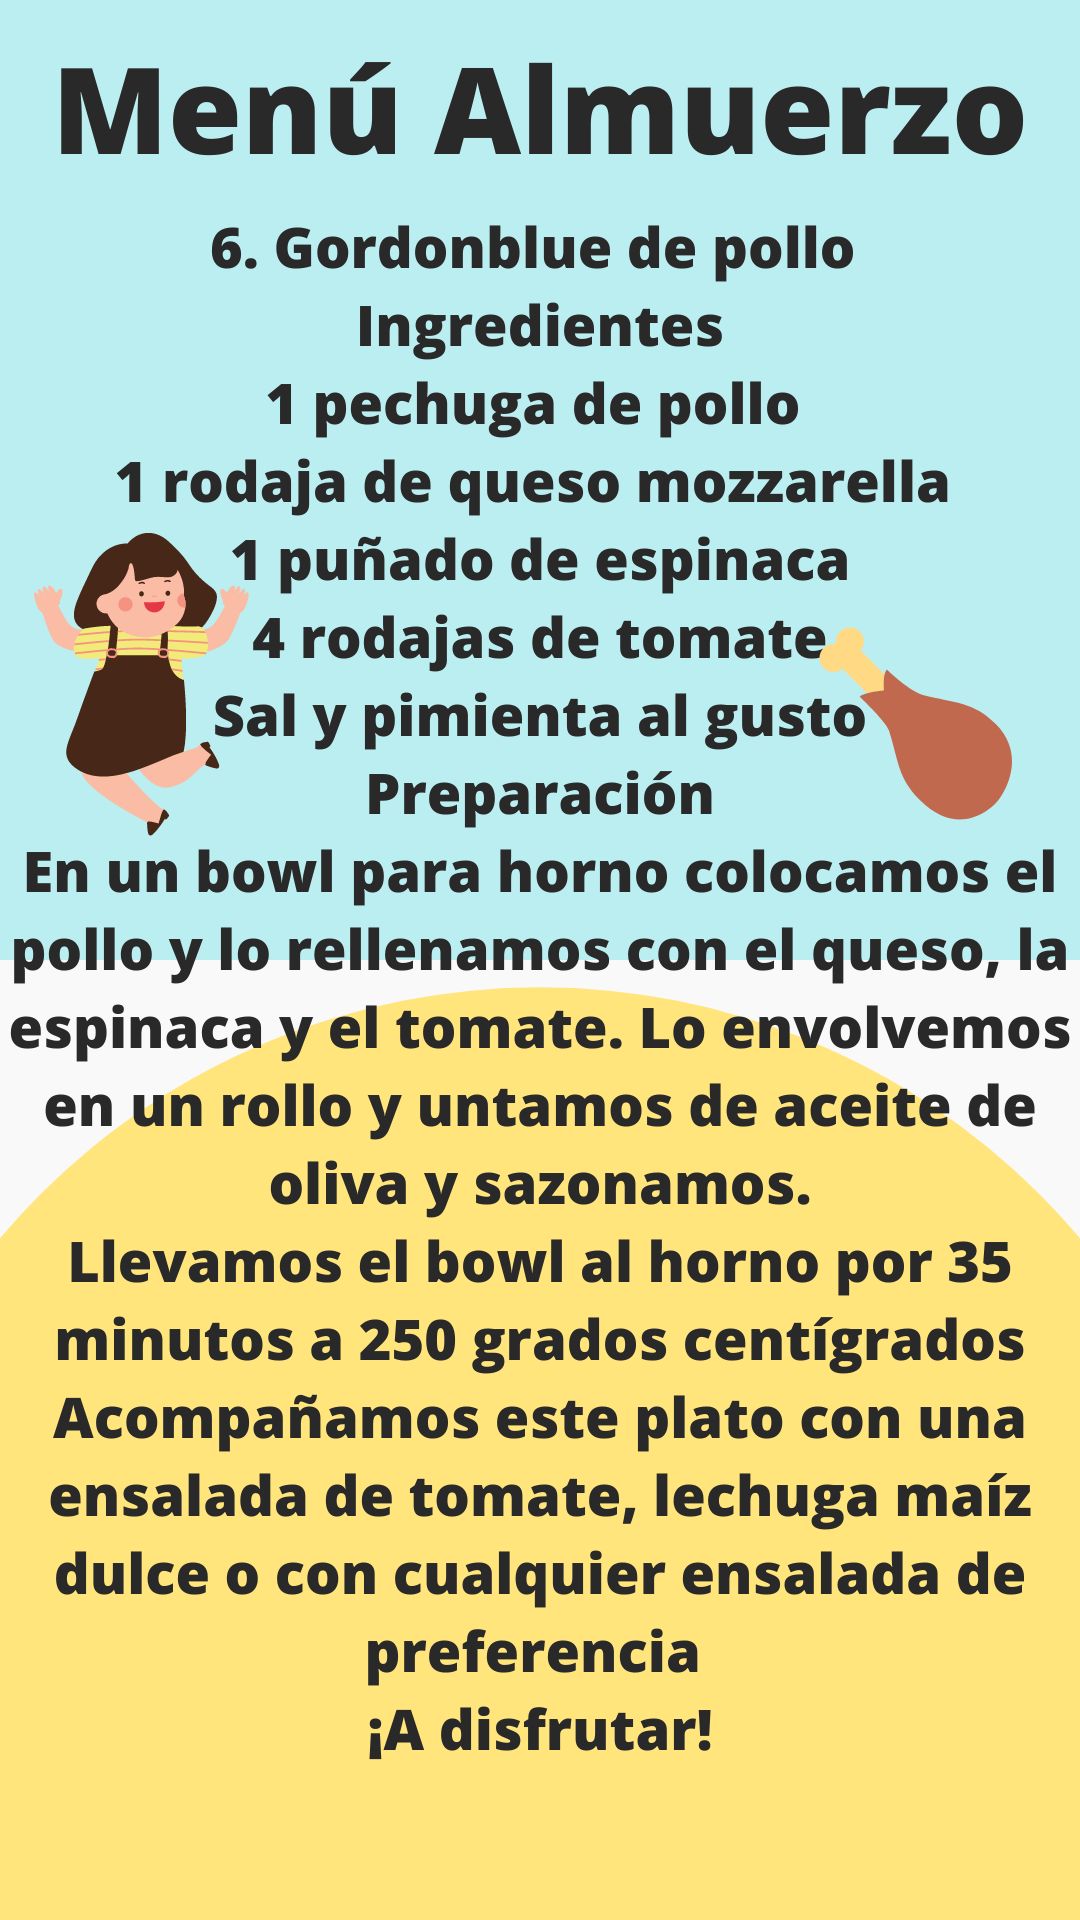 Menú Almuerzo
6. Gordonblue de pollo
Ingredientes
1 pechuga de pollo
1 rodaja de queso mozzarella
1 puñado de espinaca
4 rodajas de tomate
Sal y pimienta al gusto
Preparación
En un bowl para horno colocamos el
pollo y lo rellenamos con el queso, la
espinaca y el tomate. Lo envolvemos
en un rollo y untamos de aceite de
oliva y sazonamos.
Llevamos el bowl al horno por 35
minutos a 250 grados centígrados
Acompañamos este plato con una
ensalada de tomate, lechuga maíz
dulce o con cualquier ensalada de
preferencia
¡A disfrutar!